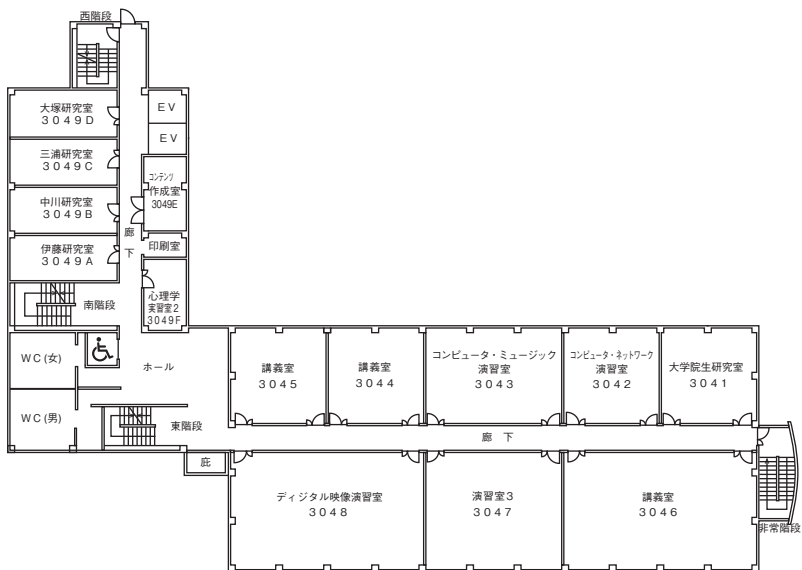 西階段
大塚研究室
３０４９Ｄ
ＥＶ
ＥＶ
三浦研究室
３０４９Ｃ
コンテンツ
作成室
3049E
中川研究室
３０４９Ｂ
廊
下
印刷室
伊藤研究室
３０４９Ａ
心理学
実習室2
３０４９Ｆ
南階段
WC(女)
ホール
WC(男)
東階段
庇
講義室
３０４５
講義室
３０４４
コンピュータ・ミュージック
演習室
３０４３
コンピュータ・ネットワーク
演習室
３０４２
大学院生研究室
３０４１
廊 下
ディジタル映像演習室
３０４８
演習室３
３０４７
講義室
３０４６
非常階段